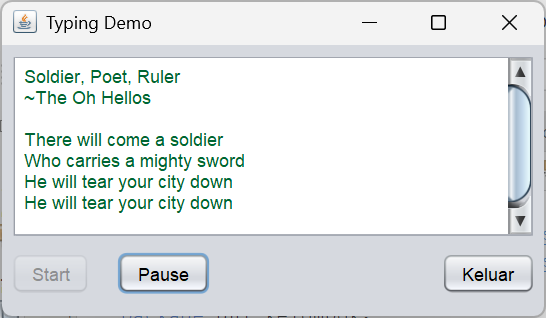 Typing Demo
Soldier, Poet, Ruler
~The Oh Hellos

There will come a soldier
Who carries a mighty sword
He will tear your city down
He will tear your city down
Start
Pause
Keluar